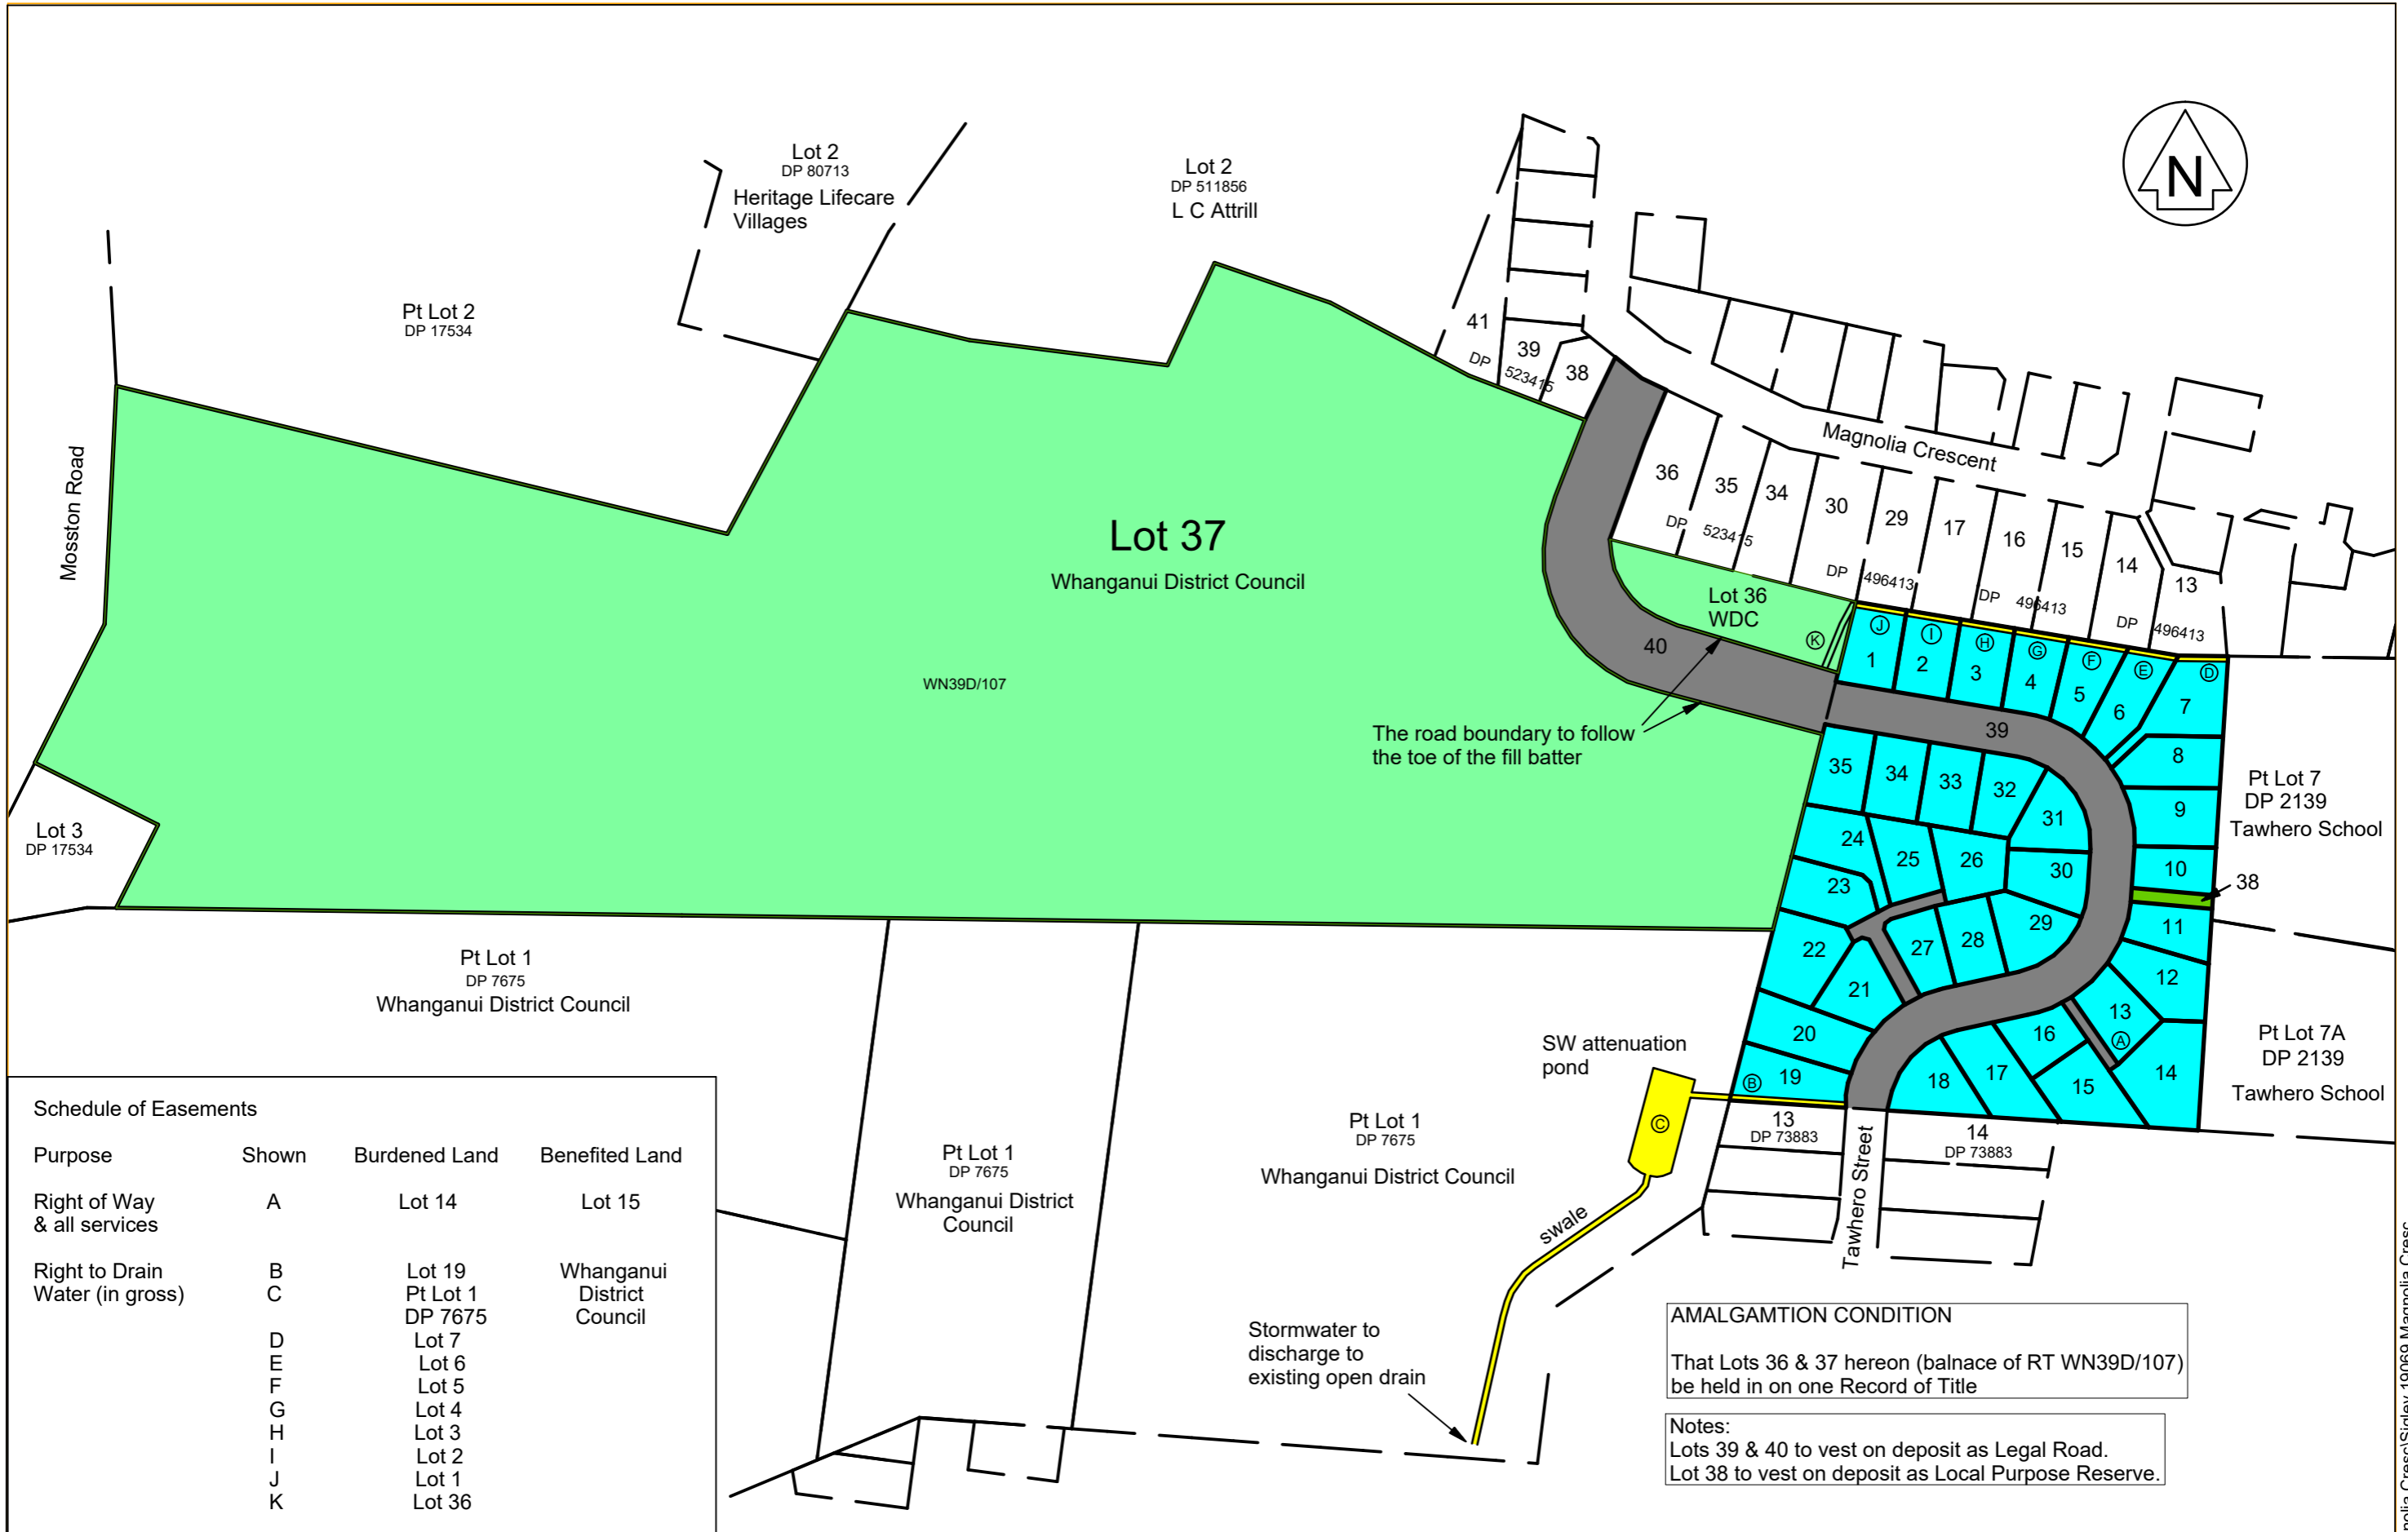 Lot 2
DP 80713
Heritage Lifecare
Villages
Lot 2
DP 511856
L C Attrill
N
Pt Lot 2
DP 17534
41
39
38
DP 523415
Magnolia Crescent
36
35
34
30
29
17
16
15
14
13
DP 523415
DP 496413
DP 496413
DP 496413
Mosston Road
Lot 37
Whanganui District Council
WN39D/107
Lot 36
WDC
K
40
J
I
H
G
F
E
D
1
2
3
4
5
6
7
The road boundary to follow
the toe of the fill batter
39
8
9
10
38
11
12
13
A
14
15
16
17
18
19
B
20
21
22
23
24
25
26
27
28
29
30
31
32
33
34
35
Pt Lot 7
DP 2139
Tawhero School
Pt Lot 7A
DP 2139
Tawhero School
Lot 3
DP 17534
Pt Lot 1
DP 7675
Whanganui District Council
Pt Lot 1
DP 7675
Whanganui District
Council
Pt Lot 1
DP 7675
Whanganui District Council
SW attenuation
pond
C
swale
Stormwater to
discharge to
existing open drain
13
DP 73883
14
DP 73883
Tawhero Street
Schedule of Easements
Purpose Shown Burdened Land Benefited Land
Right of Way A Lot 14 Lot 15
& all services
Right to Drain B Lot 19 Whanganui
Water (in gross) C Pt Lot 1 District
DP 7675 Council
D Lot 7
E Lot 6
F Lot 5
G Lot 4
H Lot 3
I Lot 2
J Lot 1
K Lot 36
AMALGAMTION CONDITION
That Lots 36 & 37 hereon (balnace of RT WN39D/107)
be held in on one Record of Title
Notes:
Lots 39 & 40 to vest on deposit as Legal Road.
Lot 38 to vest on deposit as Local Purpose Reserve.
19069 Magnolia Cresc